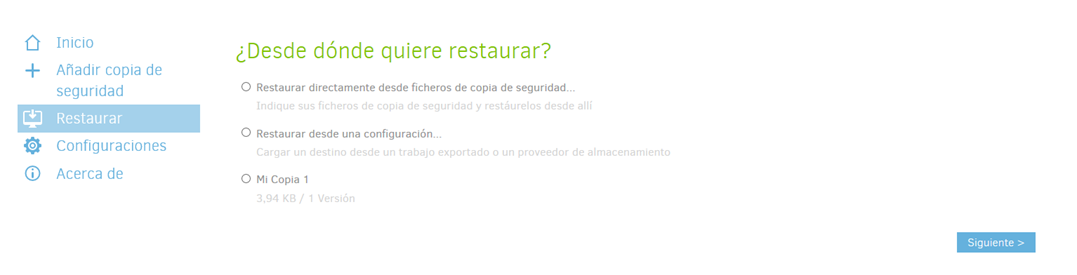 Inicio
Añadir copia de
seguridad
Restaurar
Configuraciones
Acerca de
¿Desde dónde quiere restaurar?
Restaurar directamente desde ficheros de copia de seguridad...
Indique sus ficheros de copia de seguridad y restáurelos desde allí
Restaurar desde una configuración...
Cargar un destino desde un trabajo exportado o un proveedor de almacenamiento
Mi Copia 1
3,94 KB / 1 Versión
Siguiente >